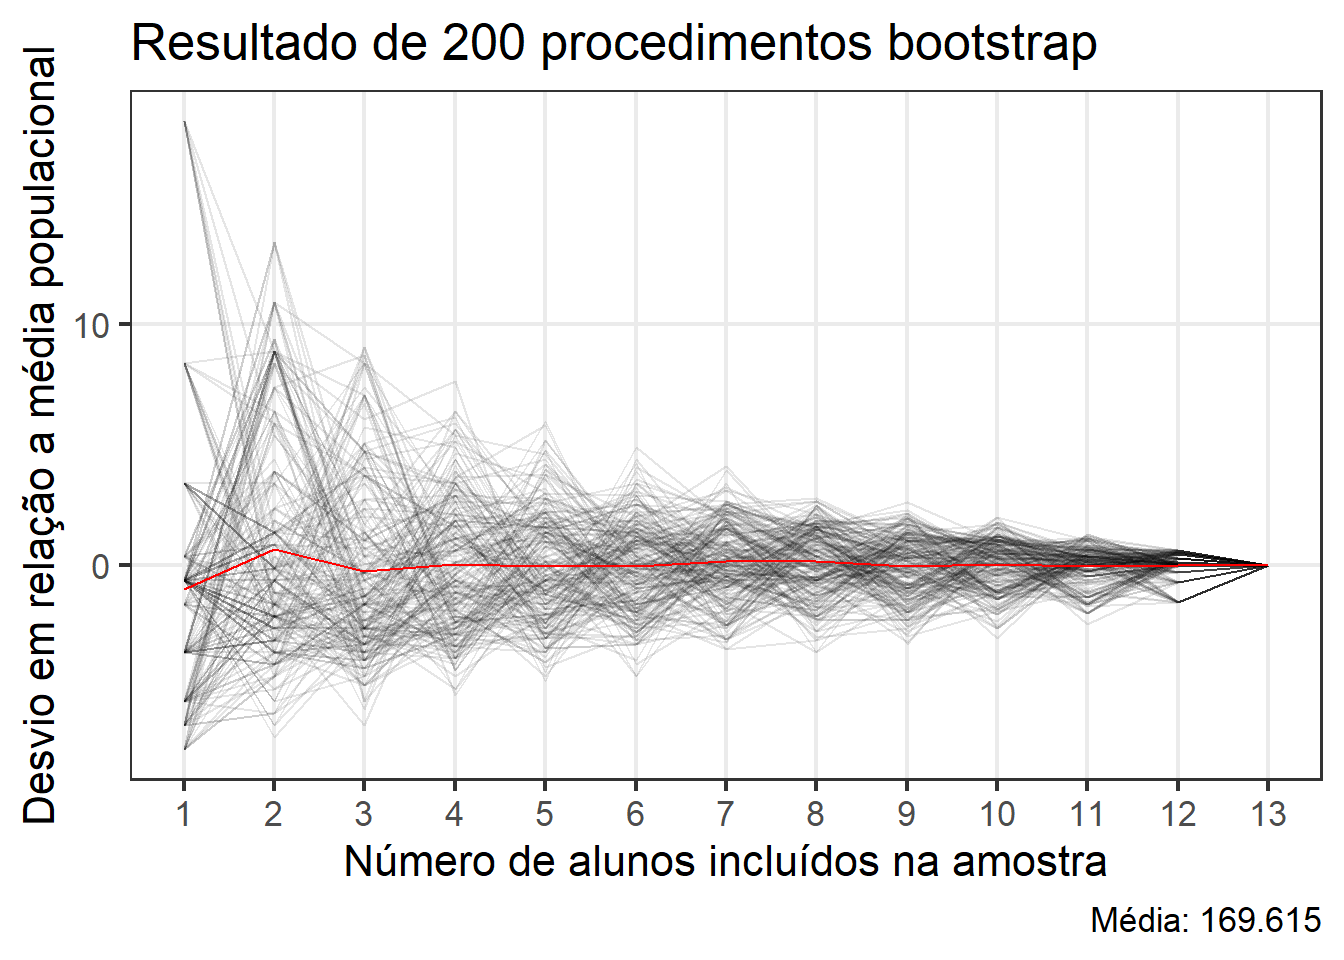 Resultado de 200 procedimentos bootstrap
Desvio em relação a média populacional
10
0
1 2 3 4 5 6 7 8 9 10 11 12 13
Número de alunos incluídos na amostra
Média: 169.615